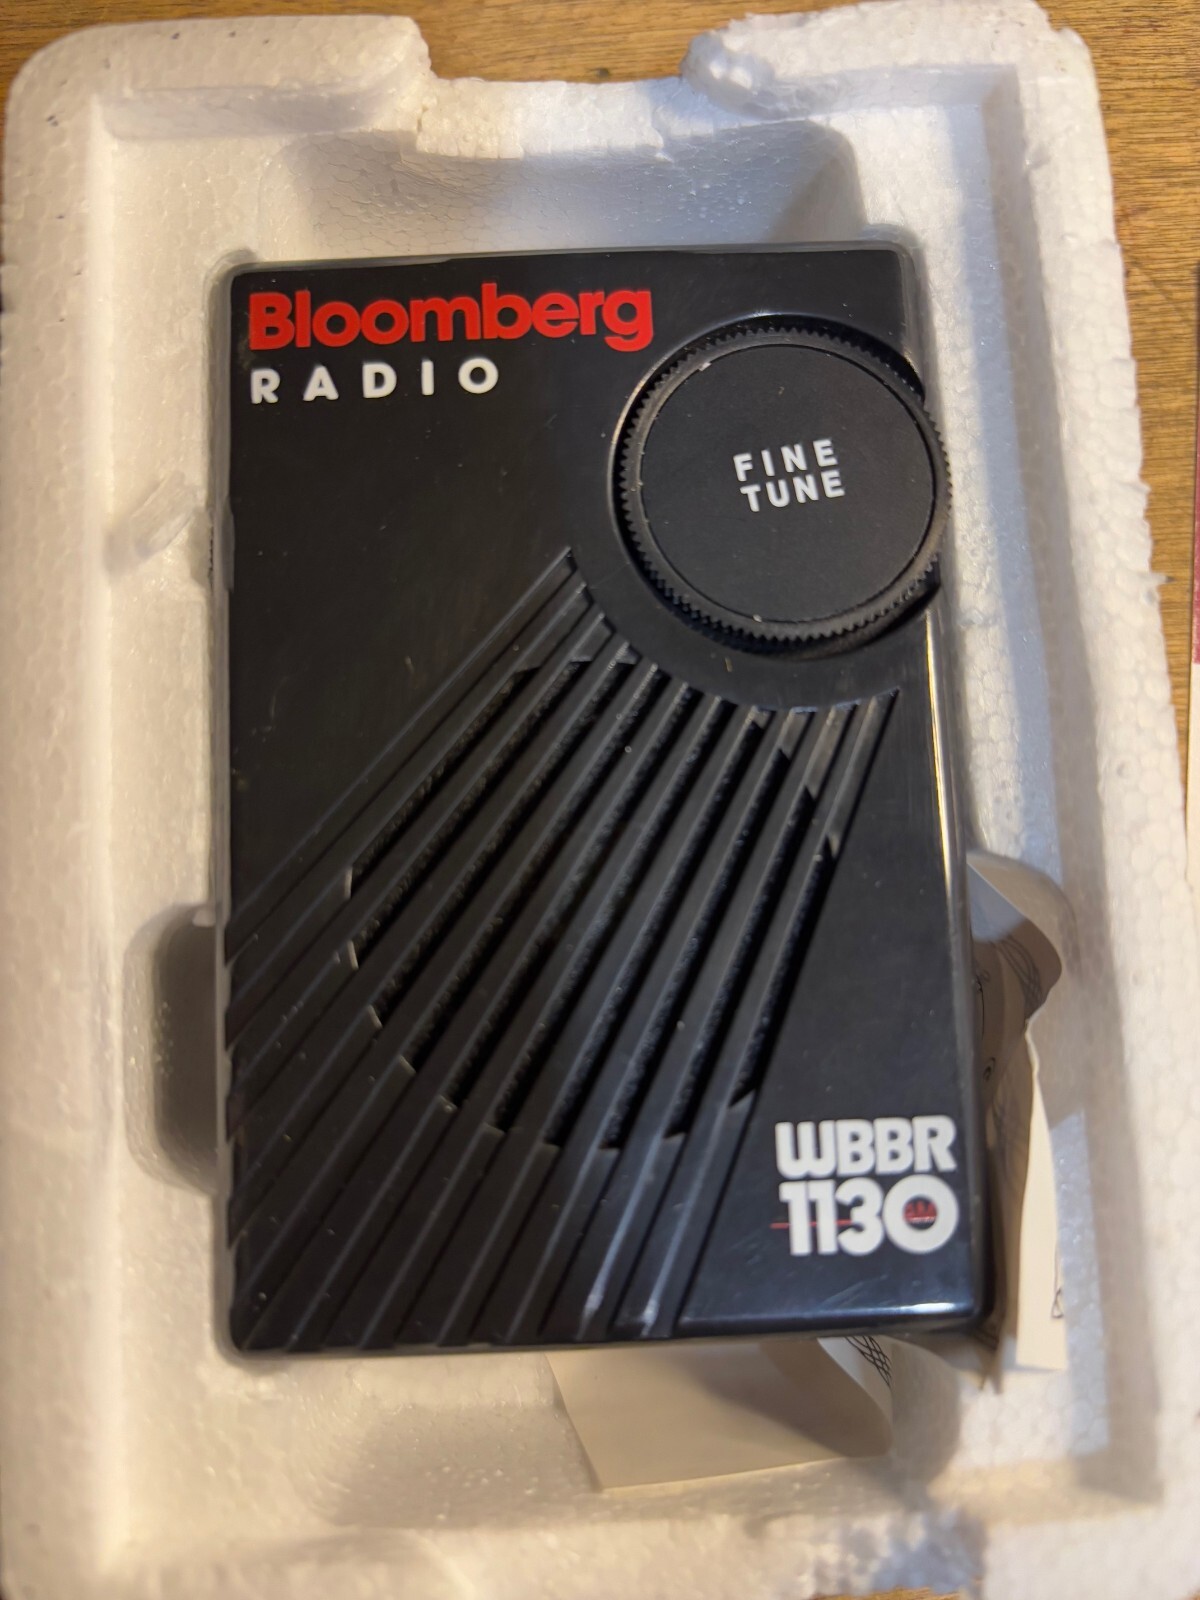 Bloomberg
RADIO
FINE
TUNE
WBBR
1130